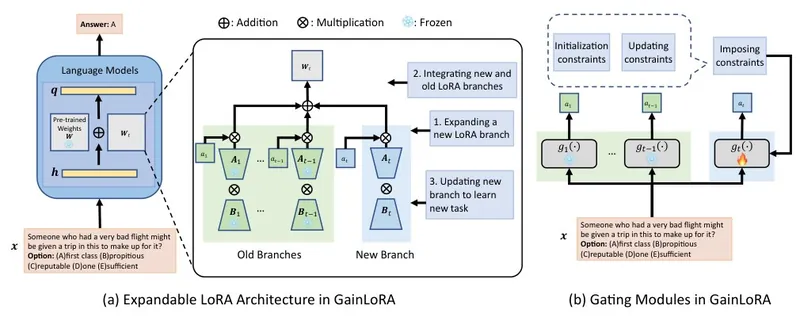 Answer: A
⊕: Addition ⊗: Multiplication : Frozen
Language Models
q
Pre-trained
Weights
W
W_t
h
x
Someone who had a very bad flight might
be given a trip in this to make up for it?
Option: (A)first class (B)propitious
(C)reputable (D)one (E)sufficient
W_t
2. Integrating new and
old LoRA branches
1. Expanding a
new LoRA branch
3. Updating new
branch to learn
new task
a_1
A_1
...
a_{t-1}
A_{t-1}
a_t
A_t
B_1
...
B_{t-1}
B_t
Old Branches
New Branch
(a) Expandable LoRA Architecture in GainLoRA
Initialization
constraints
Updating
constraints
Imposing
constraints
a_1
a_{t-1}
a_t
g_1(·)
...
g_{t-1}(·)
g_t(·)
x
Someone who had a very bad flight might
be given a trip in this to make up for it?
Option: (A)first class (B)propitious
(C)reputable (D)one (E)sufficient
(b) Gating Modules in GainLoRA